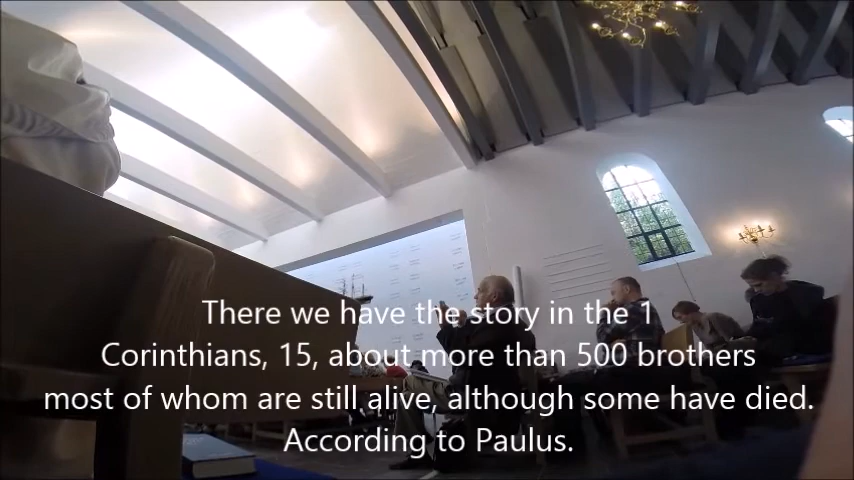 There we have the story in the 1
Corinthians, 15, about more than 500 brothers
most of whom are still alive, although some have died.
According to Paulus.